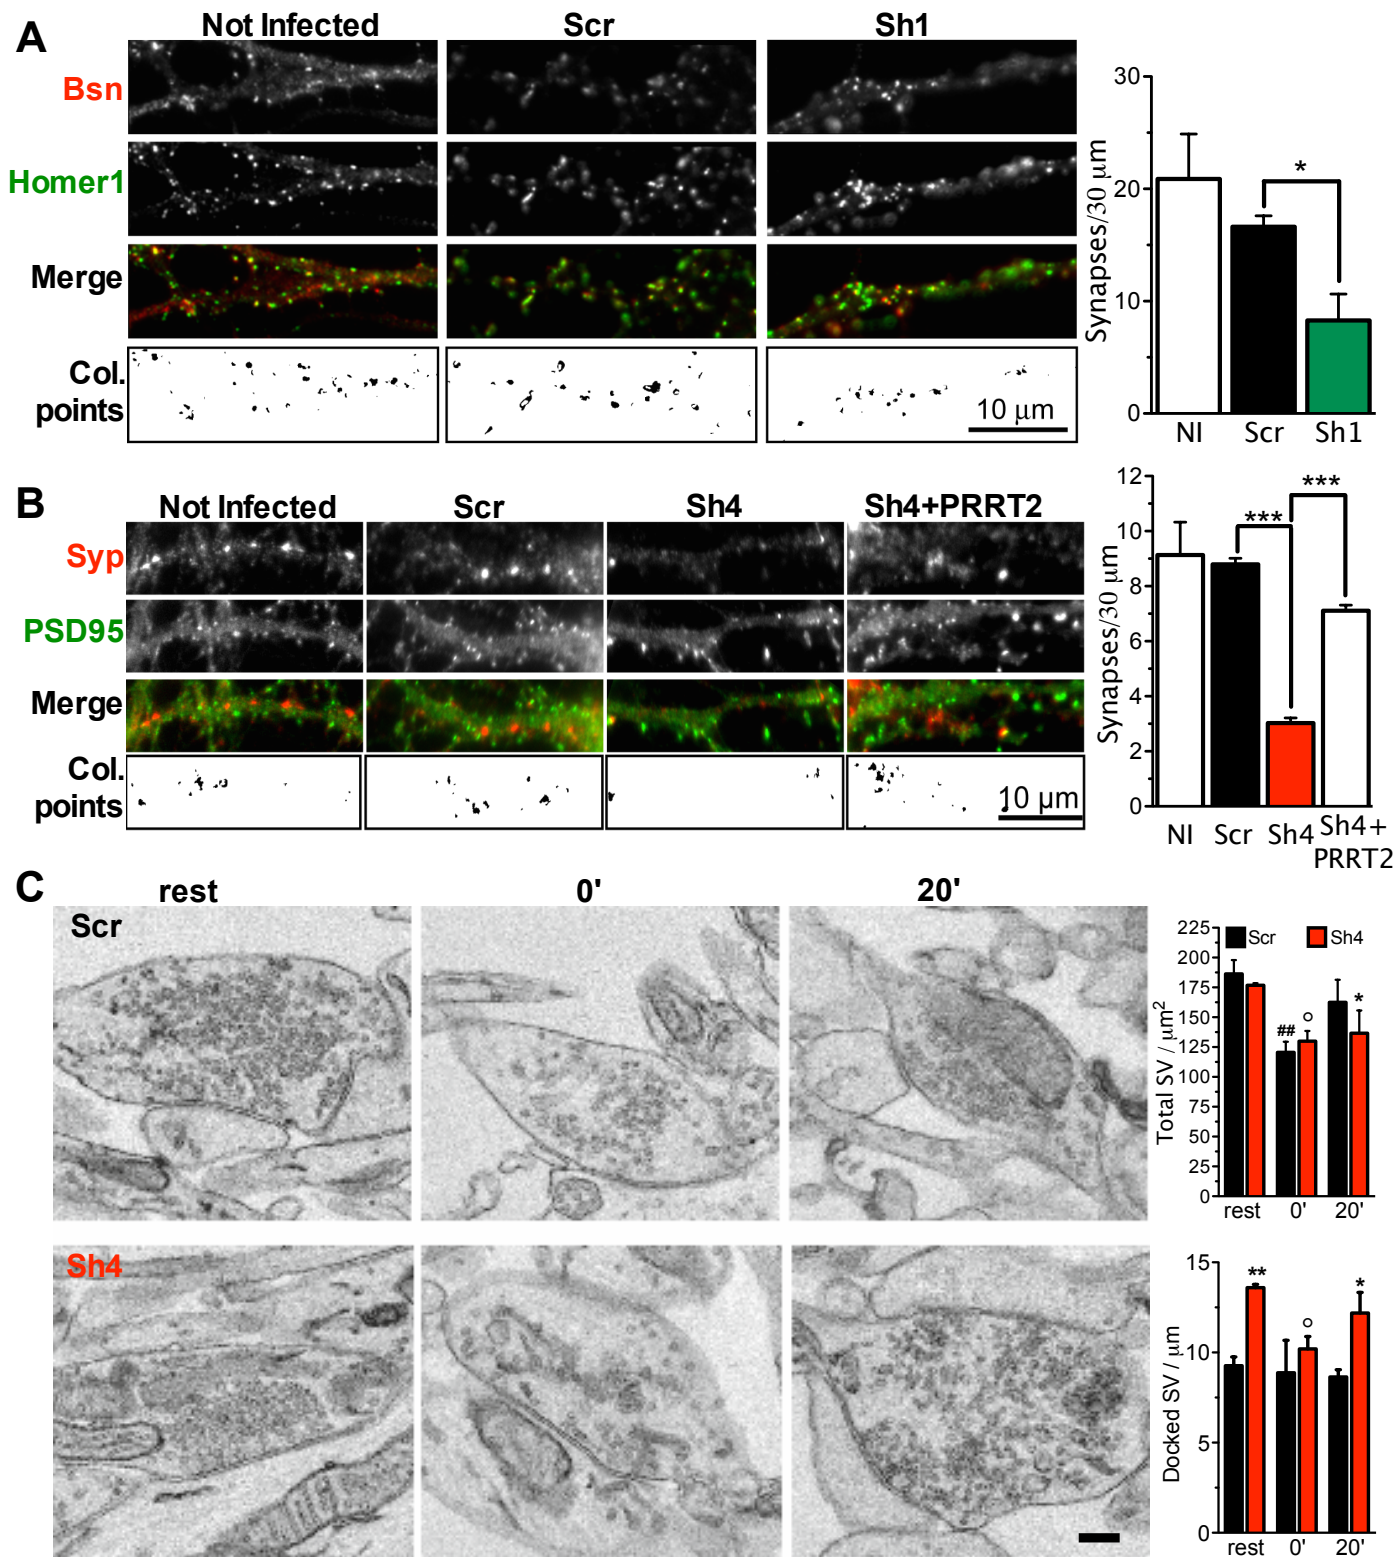 A
Not Infected
Scr
Sh1
Bsn
Homer1
Merge
Col.
points
10 µm
30
20
10
0
Synapses/30 µm
*
NI
Scr
Sh1
B
Not Infected
Scr
Sh4
Sh4+PRRT2
Syp
PSD95
Merge
Col.
points
10 µm
12
10
8
6
4
2
0
Synapses/30 µm
***
***
NI
Scr
Sh4
Sh4+
PRRT2
C
rest
0'
20'
Scr
Sh4
225
200
175
150
125
100
75
50
25
0
Total SV / µm²
Scr
Sh4
##
○
*
rest
0'
20'
15
10
5
0
Docked SV / µm
**
○
*
rest
0'
20'